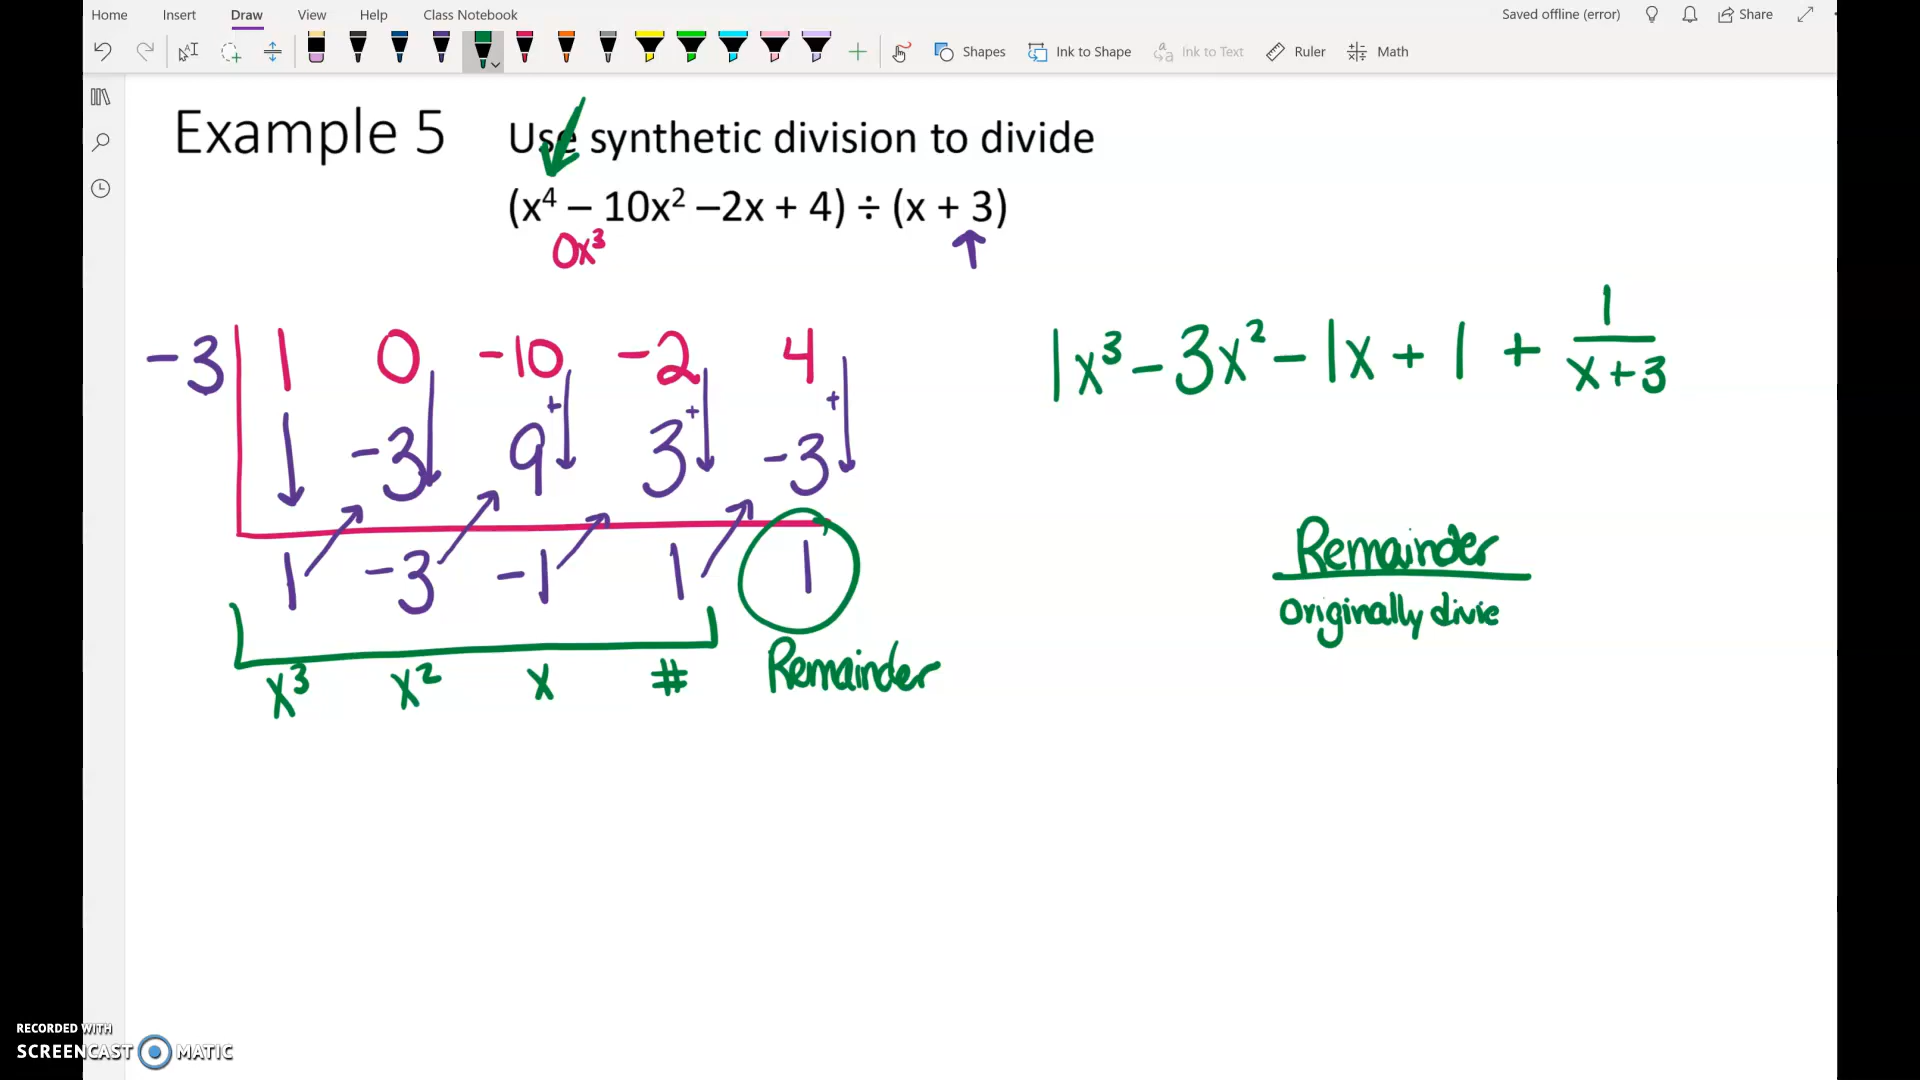 Home Insert Draw View Help Class Notebook Saved offline (error) Share
Shapes Ink to Shape Ink to Text Ruler Math
Example 5 Use synthetic division to divide
(x⁴ – 10x² –2x + 4) ÷ (x + 3)
0x³
-3 1 0 -10 -2 4
+ + +
-3 9 3 -3
1 -3 -1 1 1
x³ x² x # Remainder
1x³ - 3x² - 1x + 1 + 1
x+3
Remainder
originally divie
RECORDED WITH
SCREENCAST MATIC